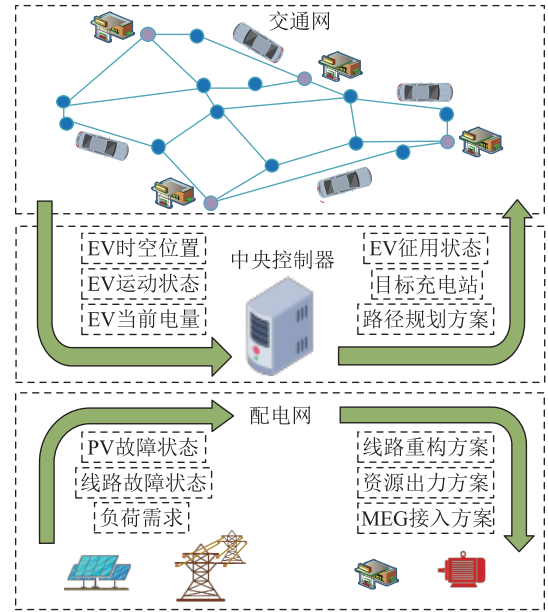 交通网
EV时空位置
EV运动状态
EV当前电量
中央控制器
EV征用状态
目标充电站
路径规划方案
配电网
PV故障状态
线路故障状态
负荷需求
线路重构方案
资源出力方案
MEG接入方案